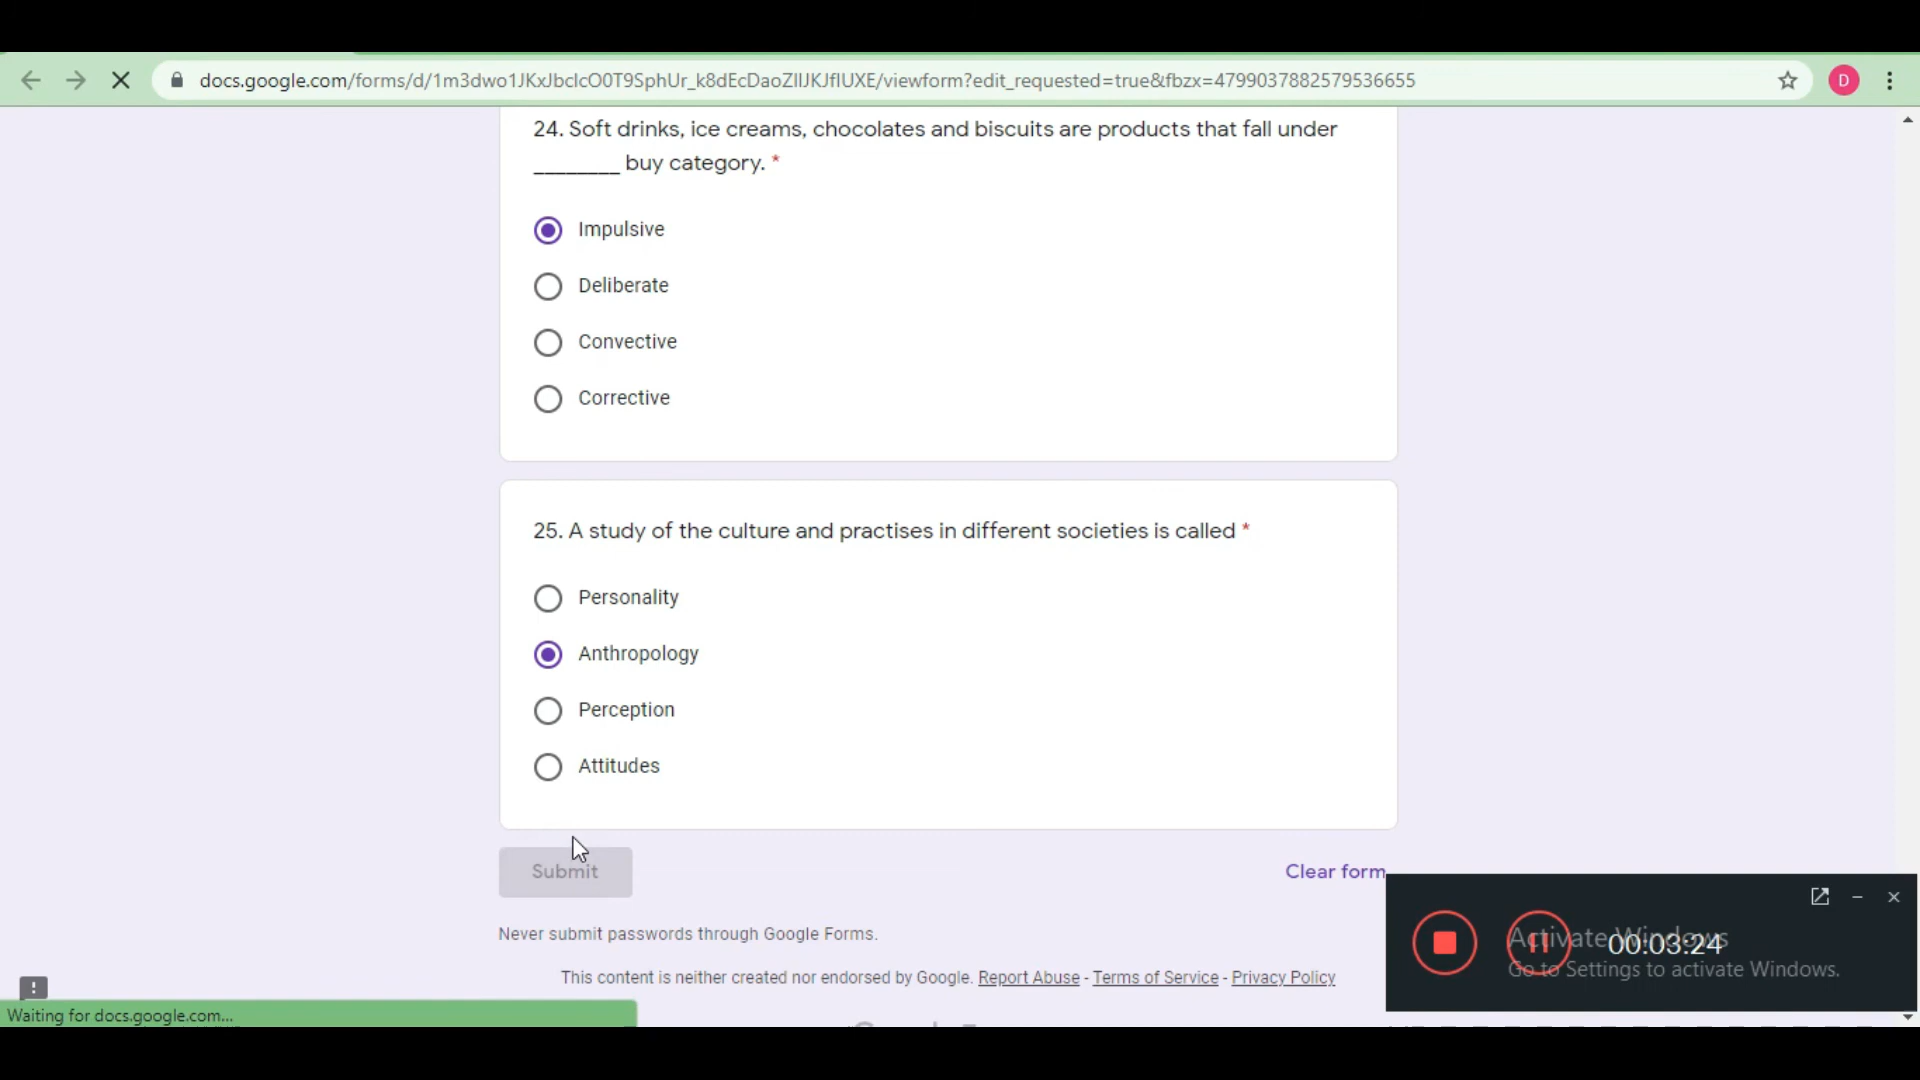 docs.google.com/forms/d/1m3dwo1JKxJbclcO0T9SphUr_k8dEcDaoZIlJKJflUXE/viewform?edit_requested=true&fbzx=4799037882579536655
D
24. Soft drinks, ice creams, chocolates and biscuits are products that fall under
________ buy category. *
Impulsive
Deliberate
Convective
Corrective
25. A study of the culture and practises in different societies is called *
Personality
Anthropology
Perception
Attitudes
Submit
Clear form
Never submit passwords through Google Forms.
This content is neither created nor endorsed by Google. Report Abuse - Terms of Service - Privacy Policy
Activate Windows
00:03:24
Go to Settings to activate Windows.
Waiting for docs.google.com...